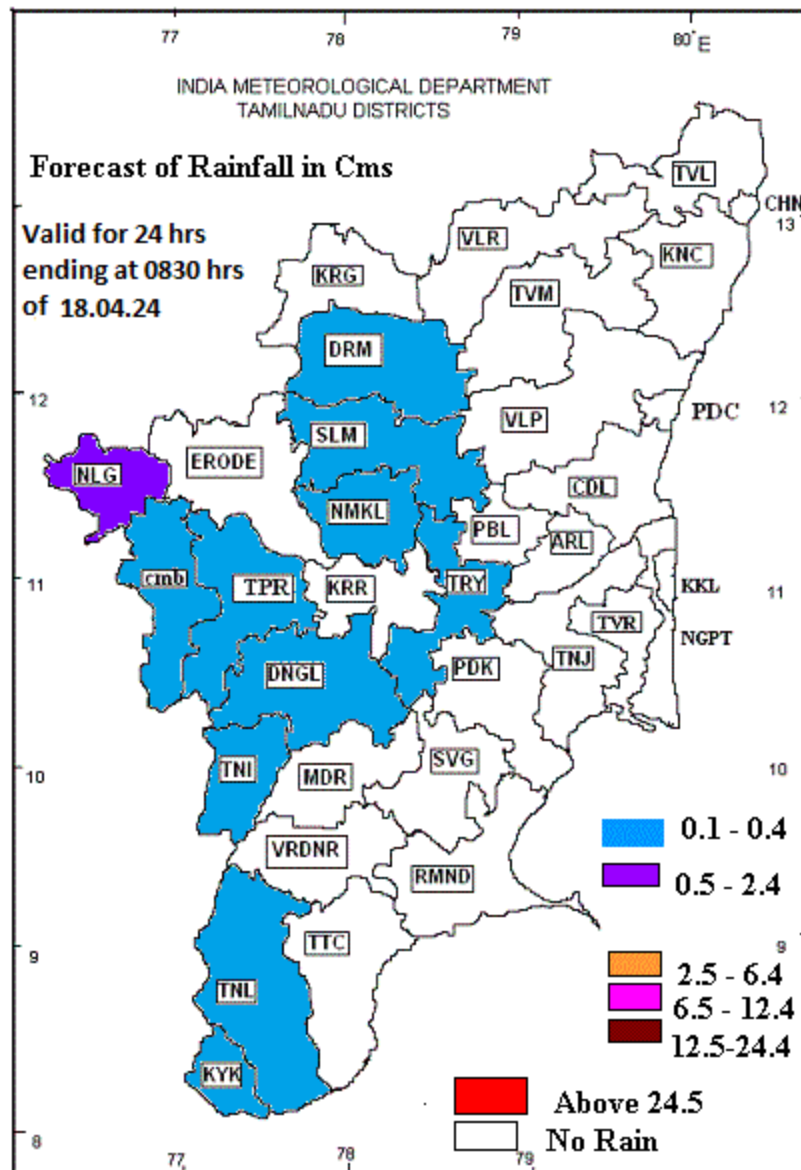 77 78 79 80°E
INDIA METEOROLOGICAL DEPARTMENT
TAMILNADU DISTRICTS
Forecast of Rainfall in Cms
TVL
CHN
13
Valid for 24 hrs
ending at 0830 hrs
of 18.04.24
VLR
KNC
KRG
TVM
DRM
12
12
PDC
VLP
SLM
ERODE
NLG
CDL
NMKL
PBL
ARL
11
cmb
TPR
KRR
TRY
KKL
11
TVR
NGPT
DNGL
PDK
TNJ
10
TNI
MDR
SVG
10
0.1 - 0.4
VRDNR
RMND
0.5 - 2.4
9
TTC
9
2.5 - 6.4
TNL
6.5 - 12.4
12.5-24.4
KYK
Above 24.5
8
No Rain
77 78 79